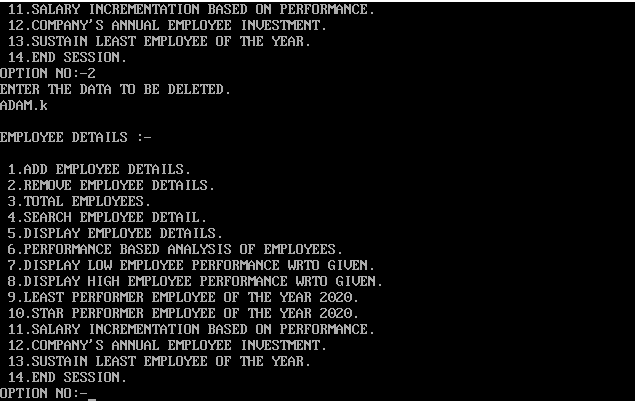 11.SALARY INCREMENTATION BASED ON PERFORMANCE.
12.COMPANY'S ANNUAL EMPLOYEE INVESTMENT.
13.SUSTAIN LEAST EMPLOYEE OF THE YEAR.
14.END SESSION.
OPTION NO:-2
ENTER THE DATA TO BE DELETED.
ADAM.k
EMPLOYEE DETAILS :-
1.ADD EMPLOYEE DETAILS.
2.REMOVE EMPLOYEE DETAILS.
3.TOTAL EMPLOYEES.
4.SEARCH EMPLOYEE DETAIL.
5.DISPLAY EMPLOYEE DETAILS.
6.PERFORMANCE BASED ANALYSIS OF EMPLOYEES.
7.DISPLAY LOW EMPLOYEE PERFORMANCE WRTO GIVEN.
8.DISPLAY HIGH EMPLOYEE PERFORMANCE WRTO GIVEN.
9.LEAST PERFORMER EMPLOYEE OF THE YEAR 2020.
10.STAR PERFORMER EMPLOYEE OF THE YEAR 2020.
11.SALARY INCREMENTATION BASED ON PERFORMANCE.
12.COMPANY'S ANNUAL EMPLOYEE INVESTMENT.
13.SUSTAIN LEAST EMPLOYEE OF THE YEAR.
14.END SESSION.
OPTION NO:-_